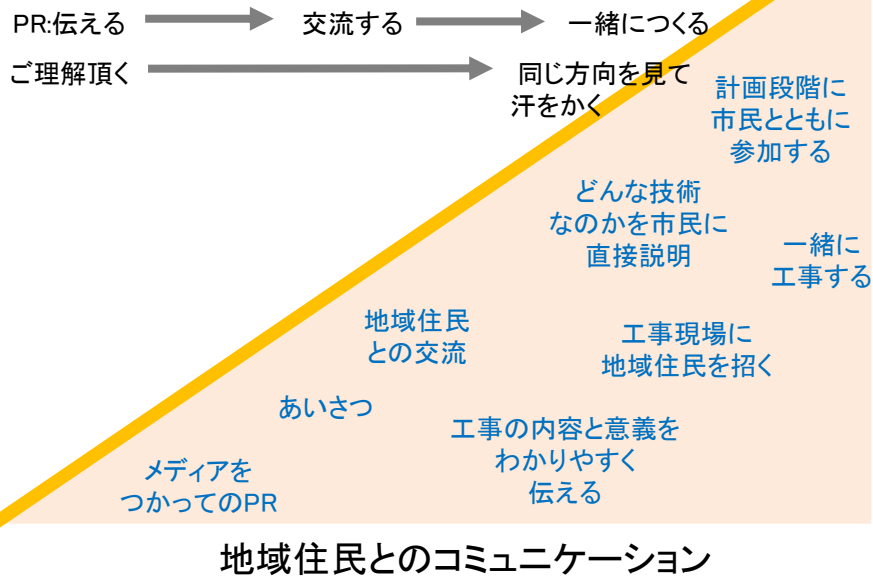 PR:伝える
交流する
一緒につくる
ご理解頂く
同じ方向を見て
汗をかく
計画段階に
市民とともに
参加する
どんな技術
なのかを市民に
直接説明
一緒に
工事する
地域住民
との交流
工事現場に
地域住民を招く
あいさつ
工事の内容と意義を
わかりやすく
伝える
メディアを
つかってのPR
地域住民とのコミュニケーション